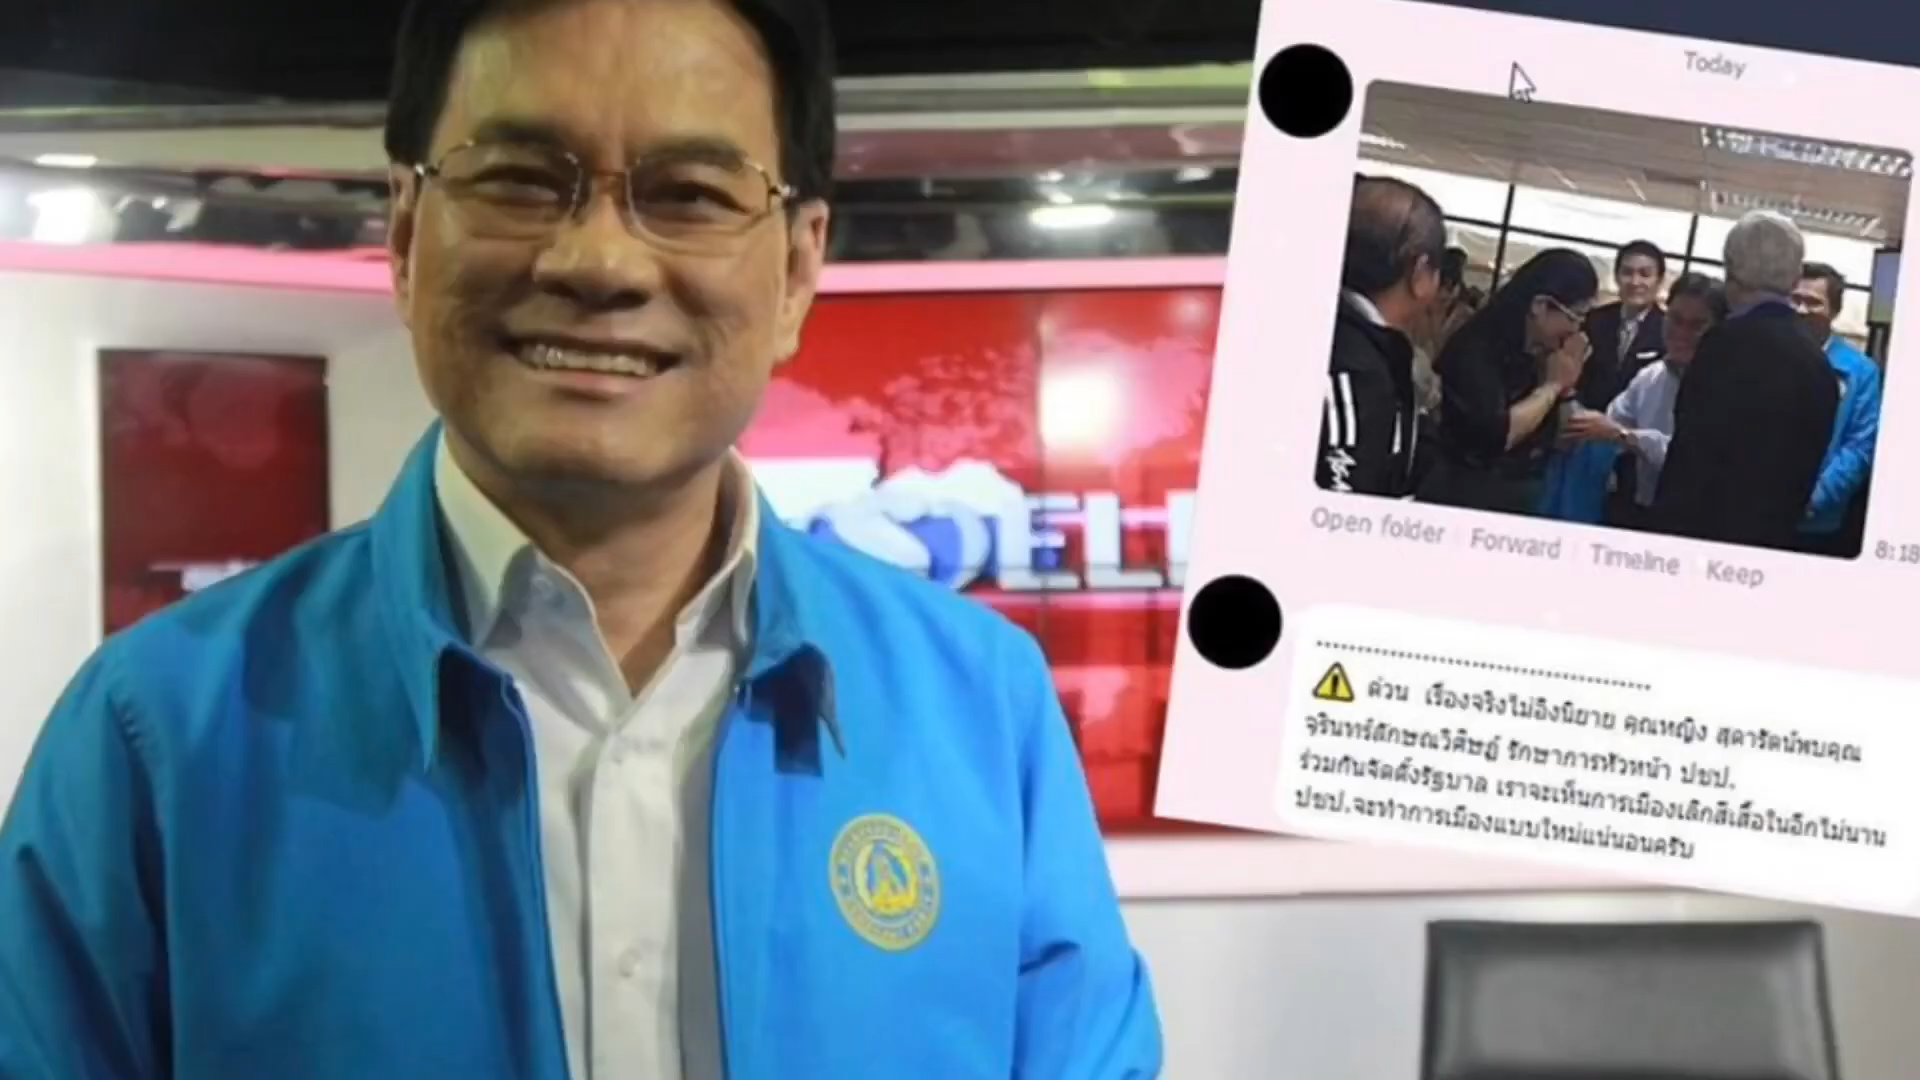 Today
Open folder Forward Timeline Keep
8:18
ด่วน เรื่องจริงไม่อิงนิยาย คุณหญิง สุดารัตน์พบคุณ
จุรินทร์ลักษณวิศิษฏ์ รักษาการหัวหน้า ปชป.
ร่วมกันจัดตั้งรัฐบาล เราจะเห็นการเมืองเลิกสีเสื้อในอีกไม่นาน
ปชป.จะทำการเมืองแบบใหม่แน่นอนครับ